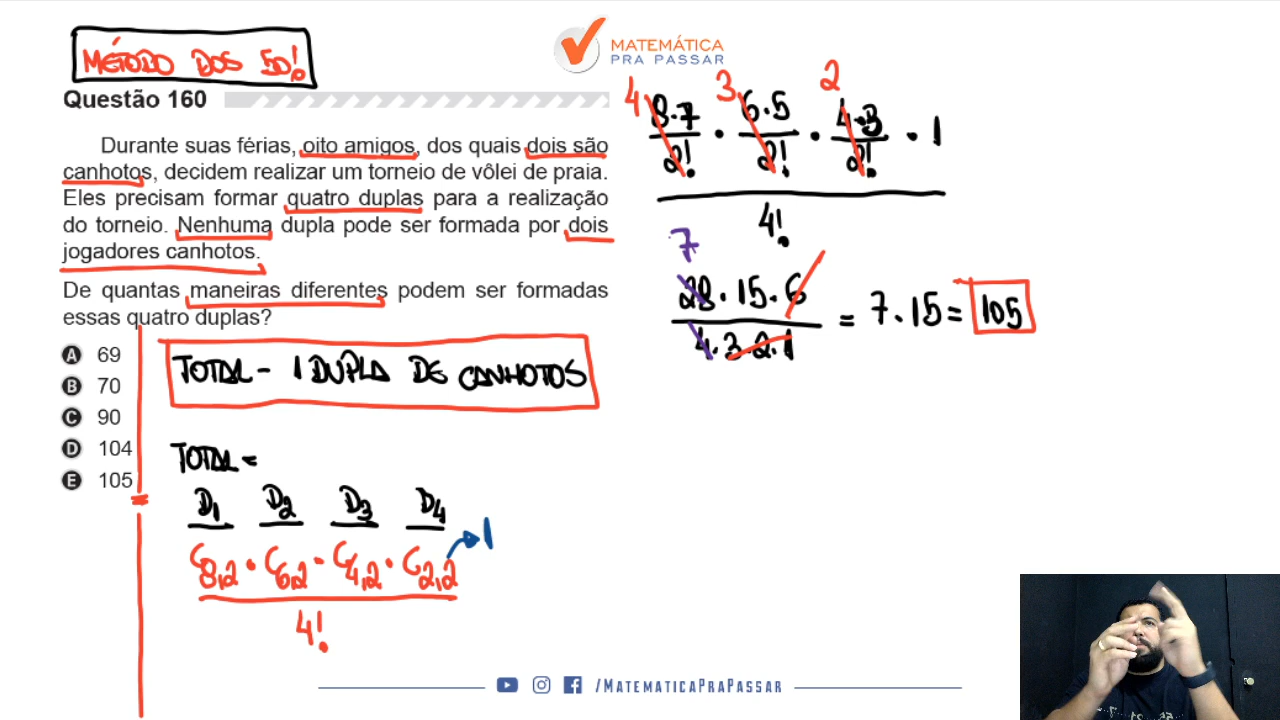 MÉTODO DOS 50!
MATEMÁTICA
PRA PASSAR
Questão 160
Durante suas férias, oito amigos, dos quais dois são
canhotos, decidem realizar um torneio de vôlei de praia.
Eles precisam formar quatro duplas para a realização
do torneio. Nenhuma dupla pode ser formada por dois
jogadores canhotos.
De quantas maneiras diferentes podem ser formadas
essas quatro duplas?
A 69
B 70
C 90
D 104
E 105
TOTAL - 1 DUPLA DE CANHOTOS
TOTAL =
D1 D2 D3 D4
C8,2 · C6,2 · C4,2 · C2,2 → 1
4!
4 3 2
8·7 · 6·5 · 4·3 · 1
2! 2! 2!
4!
7
28 · 15 · 6 = 7 · 15 = 105
4 · 3 · 2 · 1
/MATEMATICAPRAPASSAR